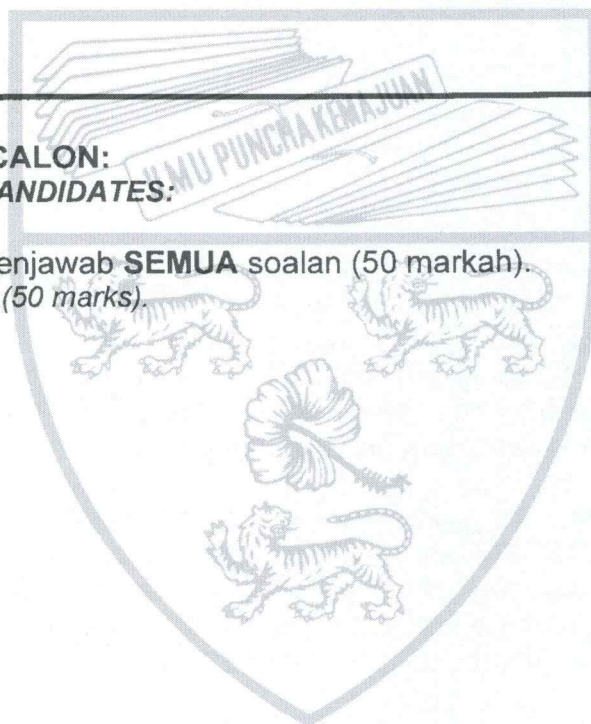 ILMU PUNCHA KEMAJUAN
CALON:
ANDIDATES:
enjawab SEMUA soalan (50 markah).
(50 marks).